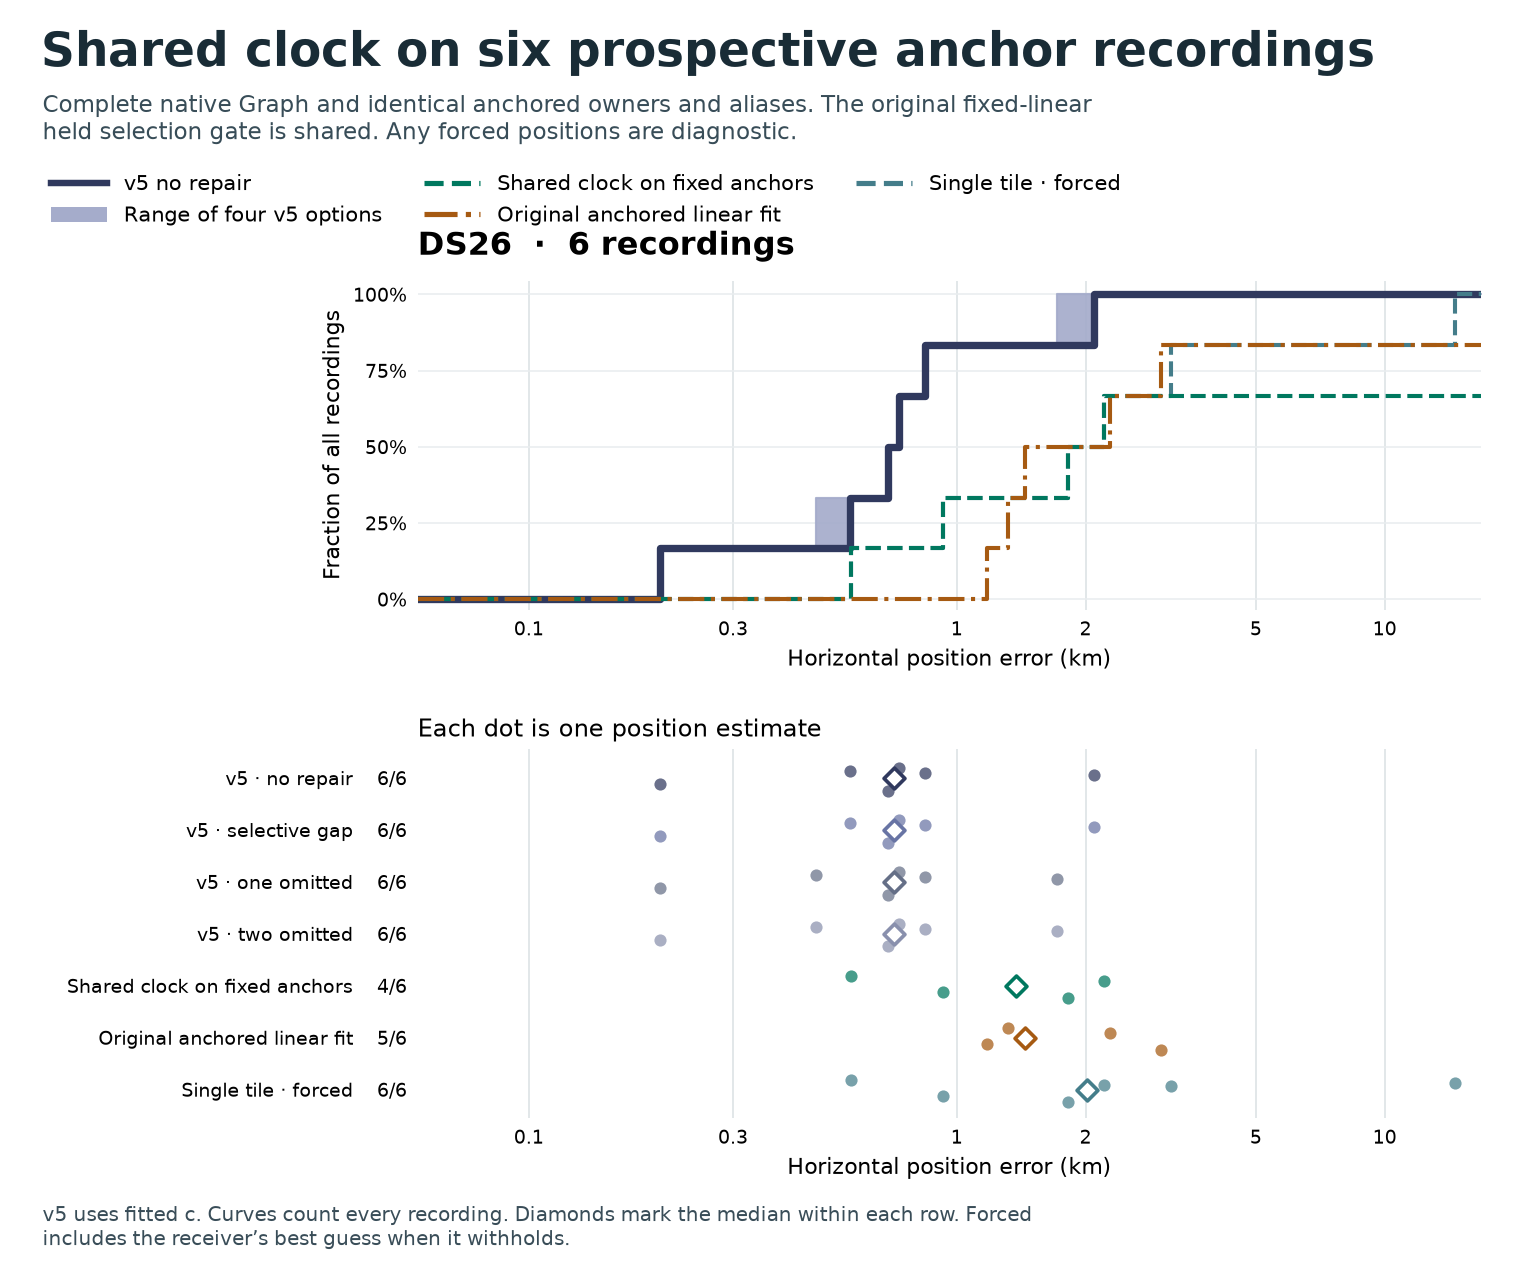 Shared clock on six prospective anchor recordings
Complete native Graph and identical anchored owners and aliases. The original fixed-linear
held selection gate is shared. Any forced positions are diagnostic.
v5 no repair
Range of four v5 options
Shared clock on fixed anchors
Original anchored linear fit
Single tile · forced
DS26 · 6 recordings
Fraction of all recordings
100%
75%
50%
25%
0%
0.1 0.3 1 2 5 10
Horizontal position error (km)
Each dot is one position estimate
v5 · no repair 6/6
v5 · selective gap 6/6
v5 · one omitted 6/6
v5 · two omitted 6/6
Shared clock on fixed anchors 4/6
Original anchored linear fit 5/6
Single tile · forced 6/6
0.1 0.3 1 2 5 10
Horizontal position error (km)
v5 uses fitted c. Curves count every recording. Diamonds mark the median within each row. Forced
includes the receiver’s best guess when it withholds.